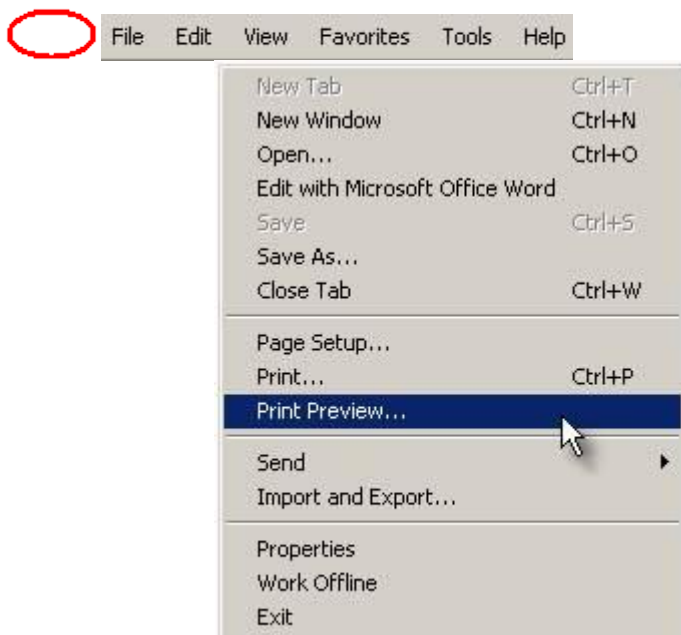 File Edit View Favorites Tools Help
New Tab Ctrl+T
New Window Ctrl+N
Open... Ctrl+O
Edit with Microsoft Office Word
Save Ctrl+S
Save As...
Close Tab Ctrl+W
Page Setup...
Print... Ctrl+P
Print Preview...
Send
Import and Export...
Properties
Work Offline
Exit